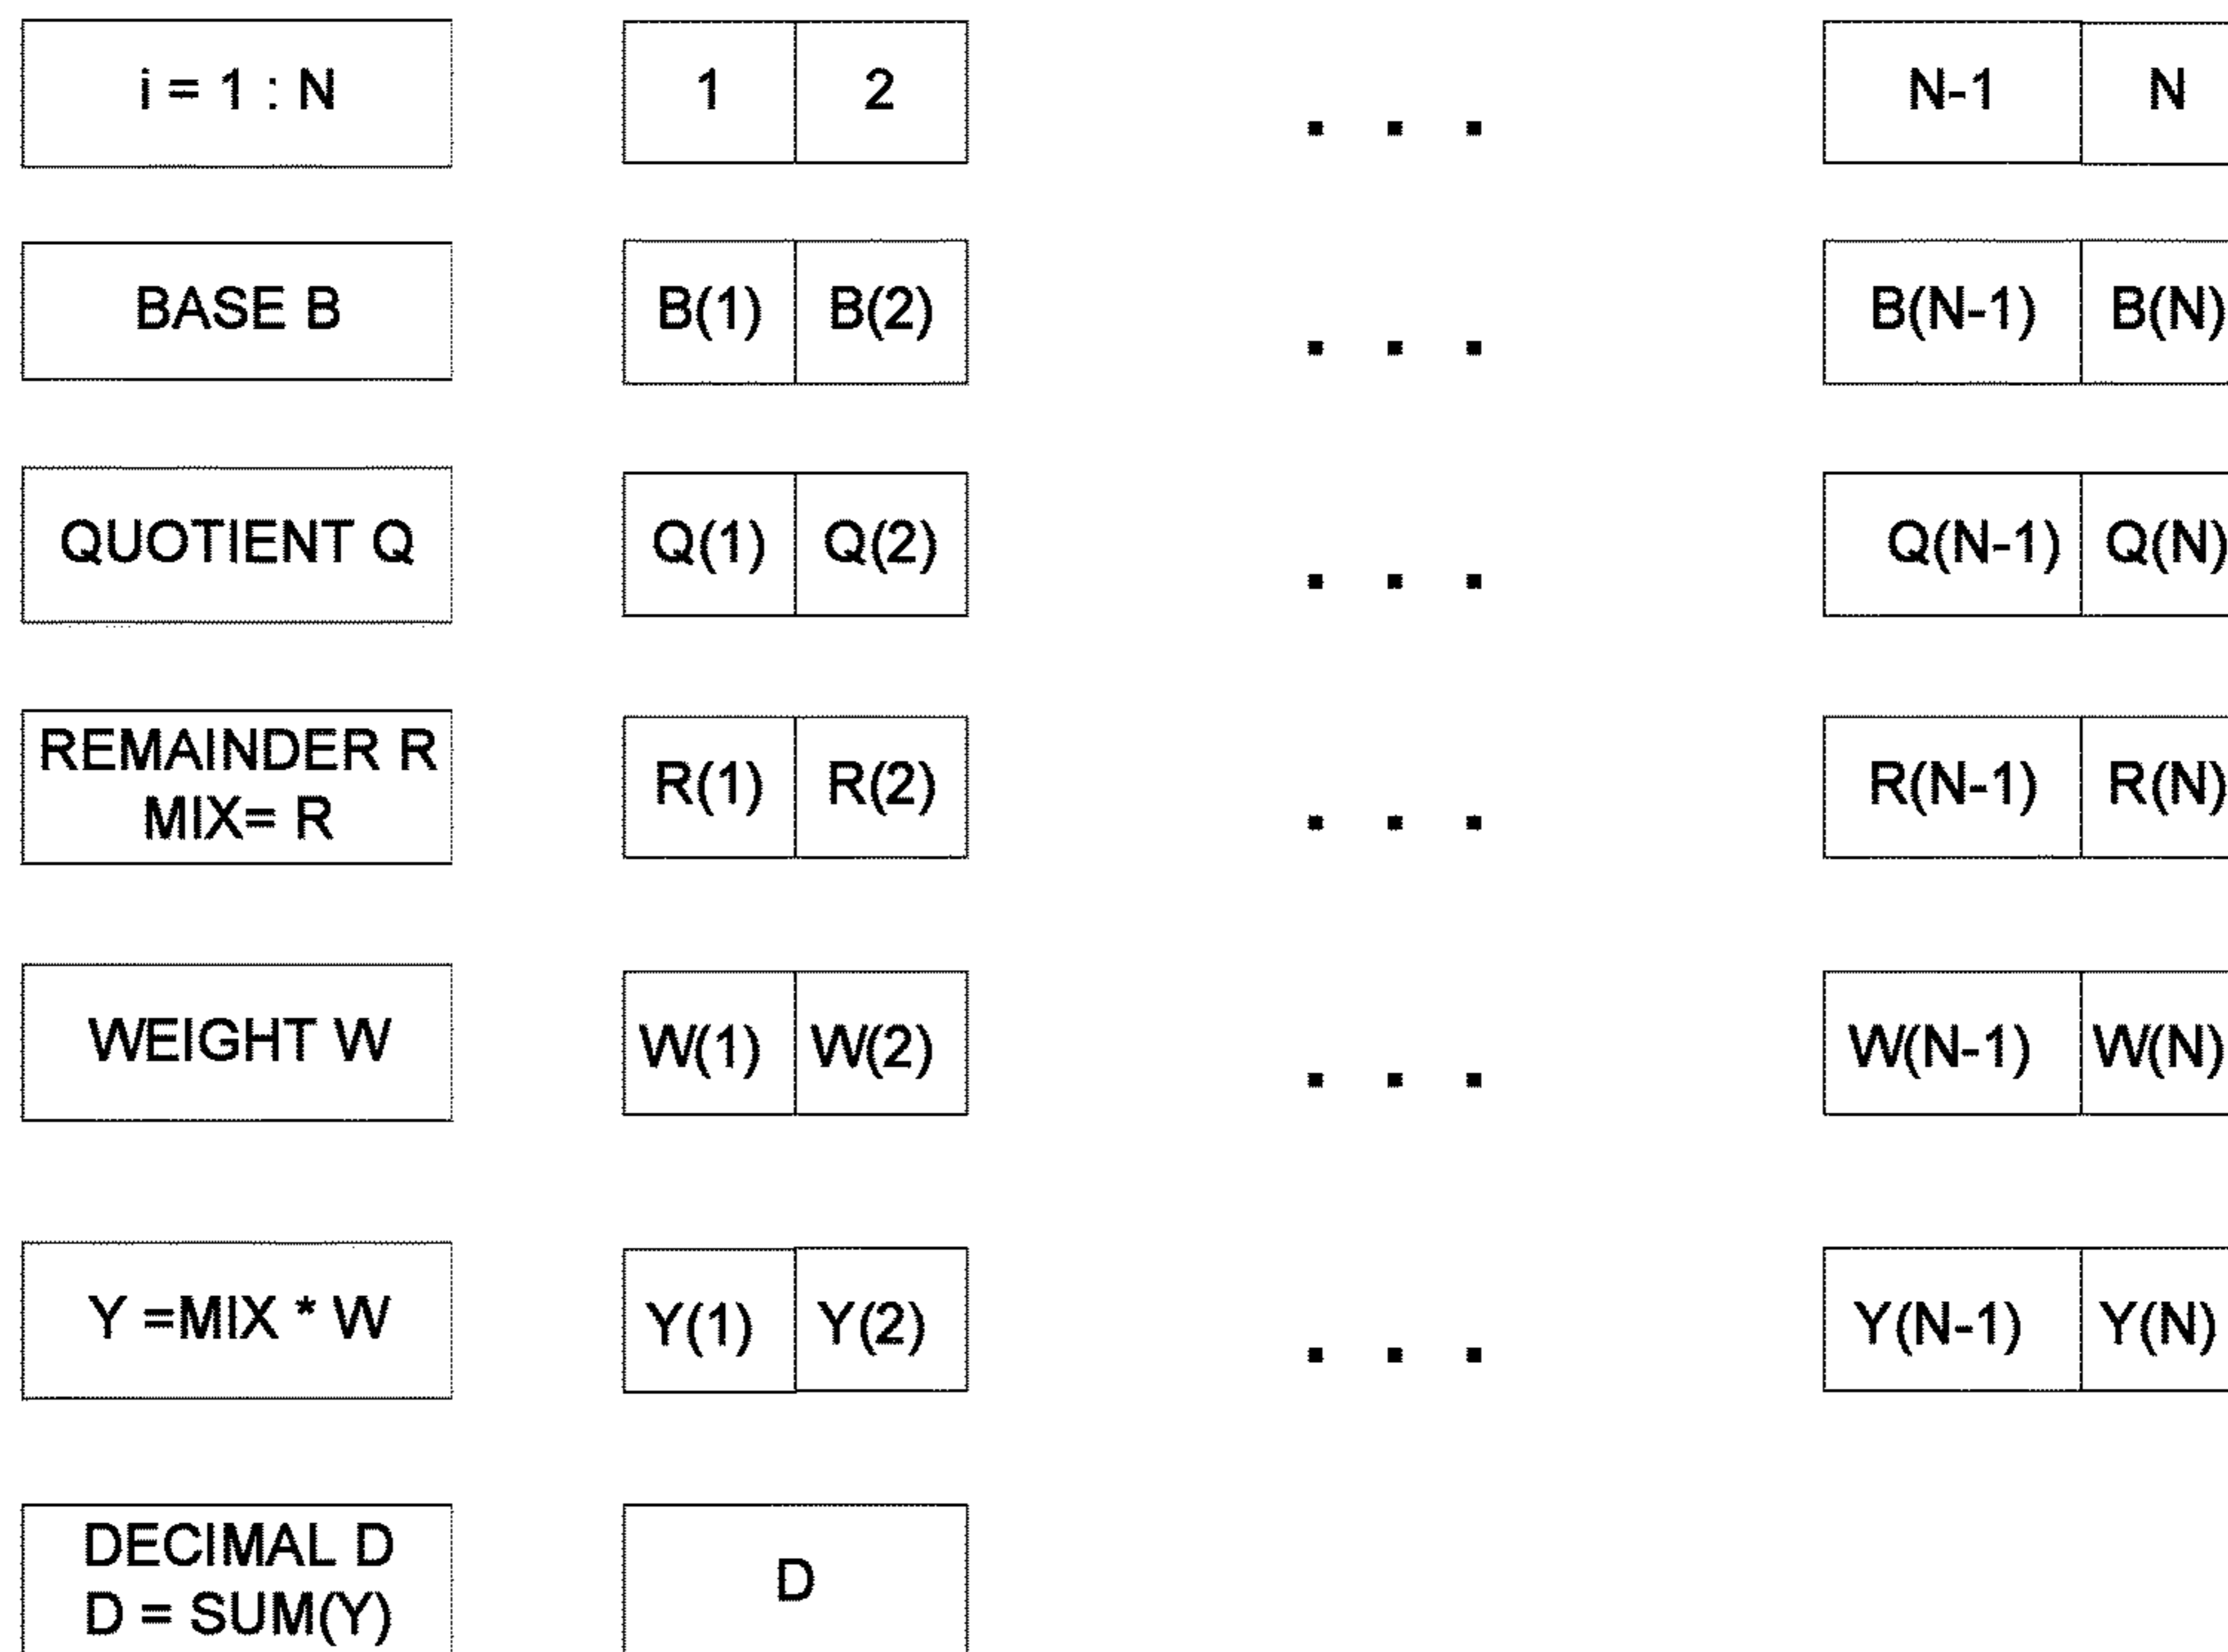 i = 1 : N 1 2 . . . N-1 N
BASE B B(1) B(2) . . . B(N-1) B(N)
QUOTIENT Q Q(1) Q(2) . . . Q(N-1) Q(N)
REMAINDER R
MIX= R R(1) R(2) . . . R(N-1) R(N)
WEIGHT W W(1) W(2) . . . W(N-1) W(N)
Y =MIX * W Y(1) Y(2) . . . Y(N-1) Y(N)
DECIMAL D
D = SUM(Y) D